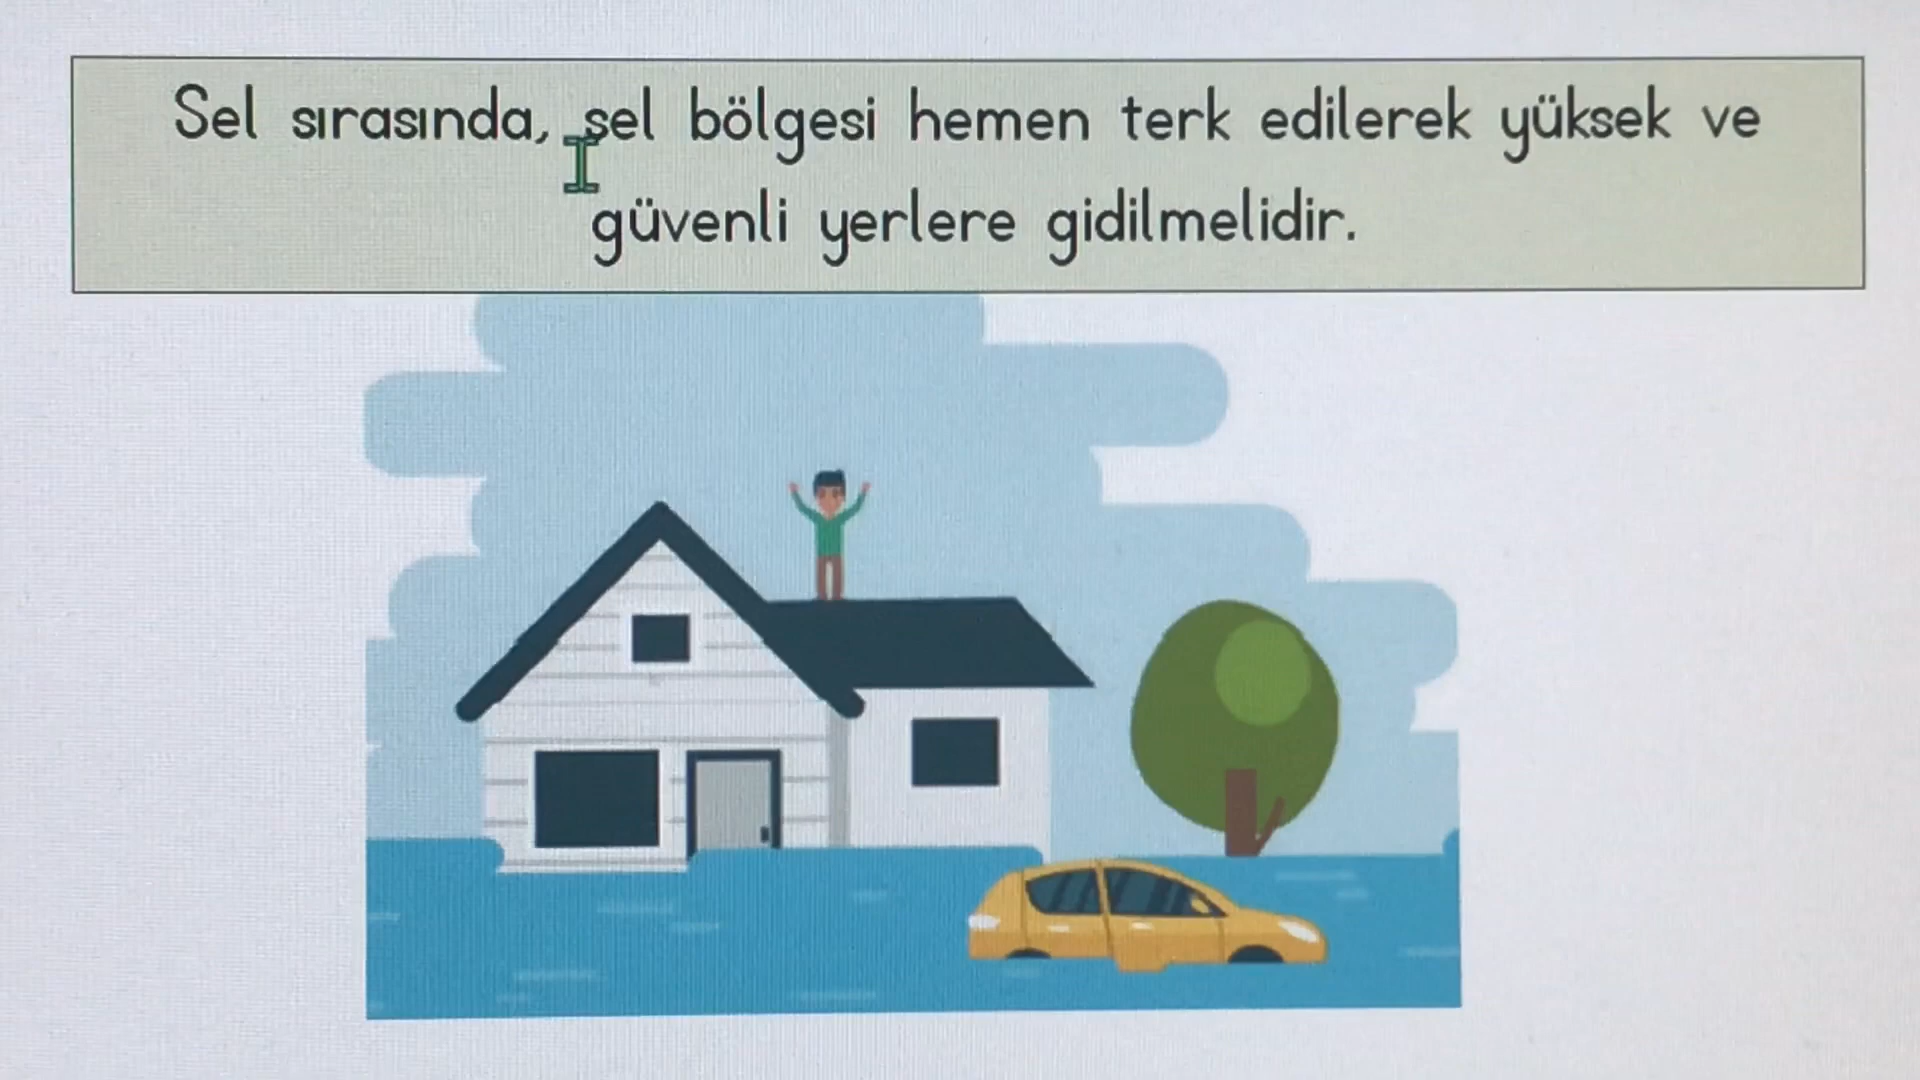 Sel sırasında, sel bölgesi hemen terk edilerek yüksek ve
güvenli yerlere gidilmelidir.